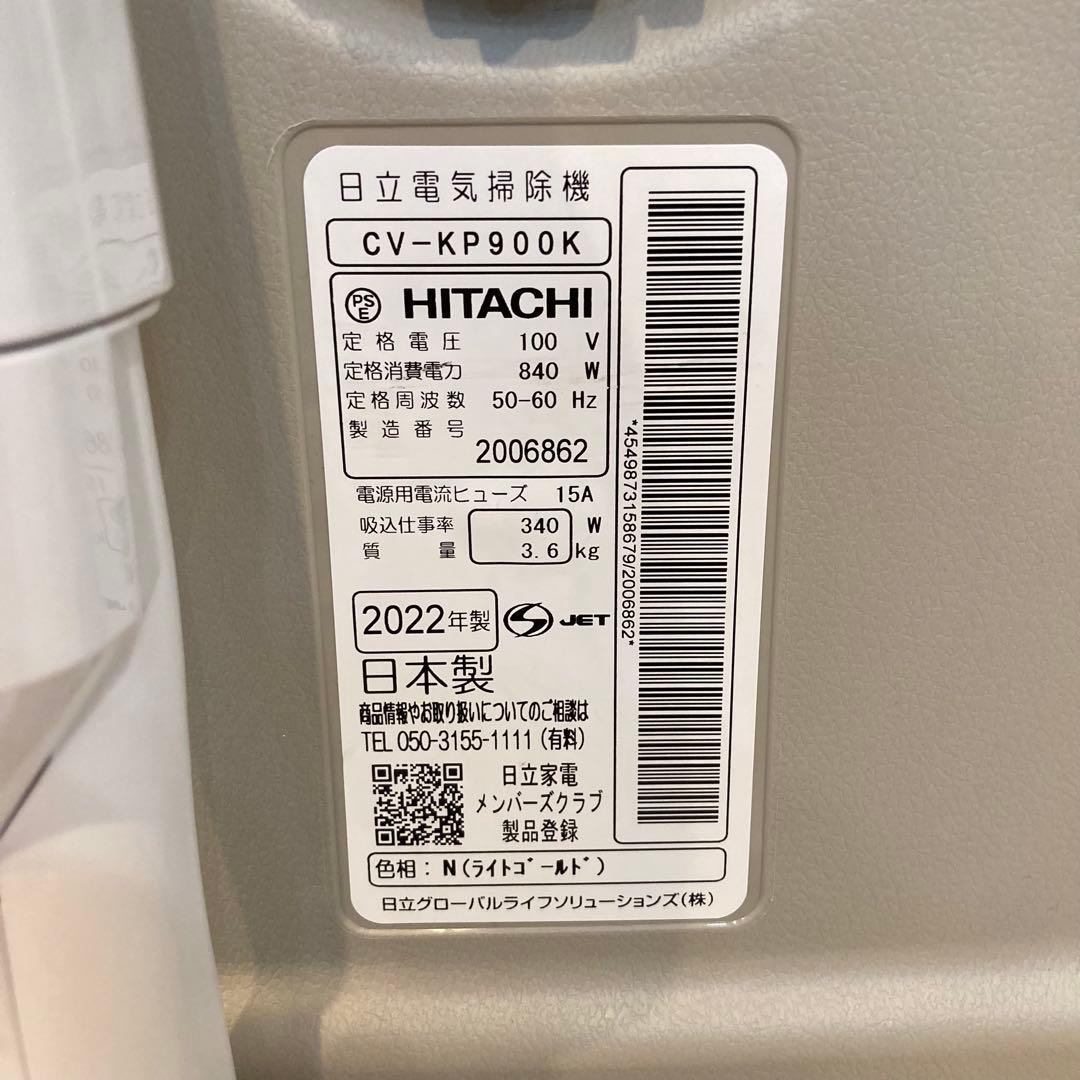 日立電気掃除機
CV-KP900K
PSE HITACHI
定格電圧 100 V
定格消費電力 840 W
定格周波数 50-60 Hz
製造番号
2006862
電源用電流ヒューズ 15A
吸込仕事率 340 W
質量 3.6 kg
2022年製 S JET
日本製
商品情報やお取り扱いについてのご相談は
TEL 050-3155-1111 (有料)
日立家電
メンバーズクラブ
製品登録
色相：N(ﾗｲﾄｺﾞｰﾙﾄﾞ)
日立グローバルライフソリューションズ(株)
*4549873158679/2006862*